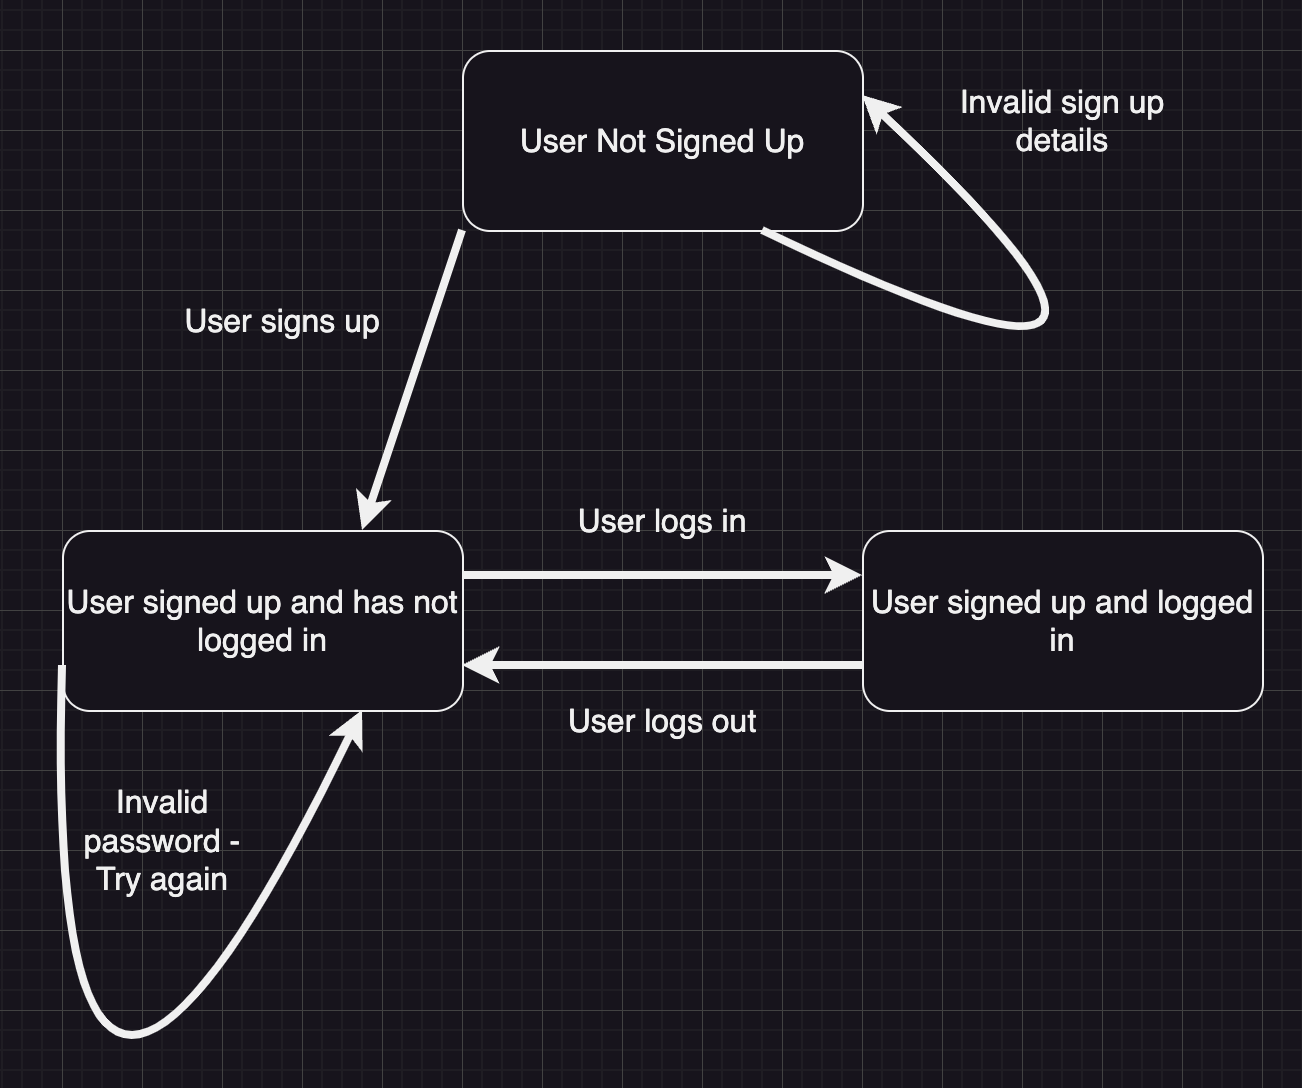 User Not Signed Up
Invalid sign up
details
User signs up
User logs in
User signed up and has not
logged in
User signed up and logged
in
User logs out
Invalid
password -
Try again